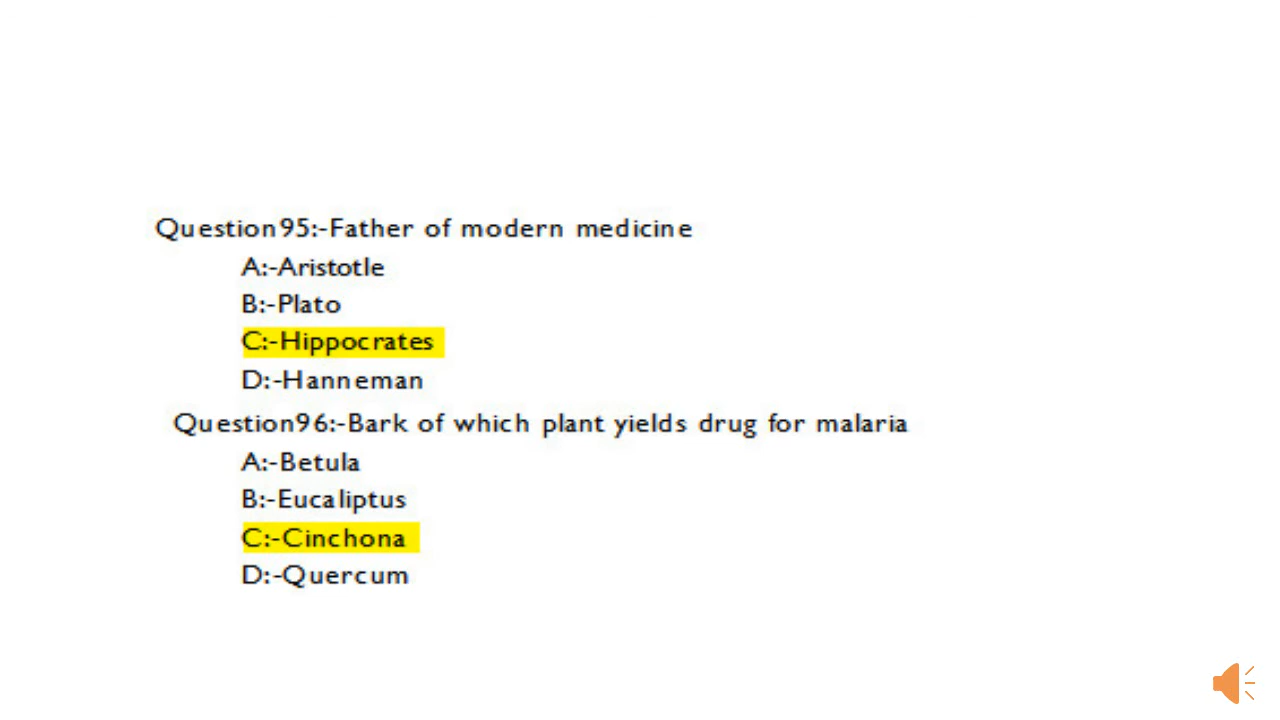 Question95:-Father of modern medicine
A:-Aristotle
B:-Plato
C:-Hippocrates
D:-Hanneman
Question96:-Bark of which plant yields drug for malaria
A:-Betula
B:-Eucaliptus
C:-Cinchona
D:-Quercum